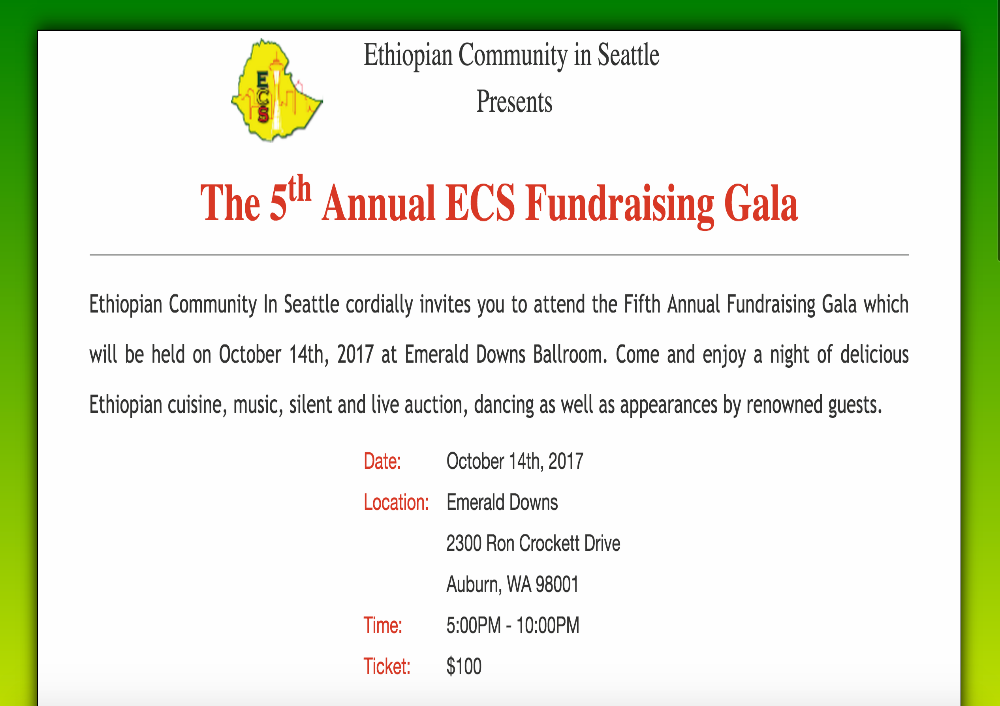 ECS
Ethiopian Community in Seattle
Presents
The 5th Annual ECS Fundraising Gala
Ethiopian Community In Seattle cordially invites you to attend the Fifth Annual Fundraising Gala which
will be held on October 14th, 2017 at Emerald Downs Ballroom. Come and enjoy a night of delicious
Ethiopian cuisine, music, silent and live auction, dancing as well as appearances by renowned guests.
Date: October 14th, 2017
Location: Emerald Downs
2300 Ron Crockett Drive
Auburn, WA 98001
Time: 5:00PM - 10:00PM
Ticket: $100